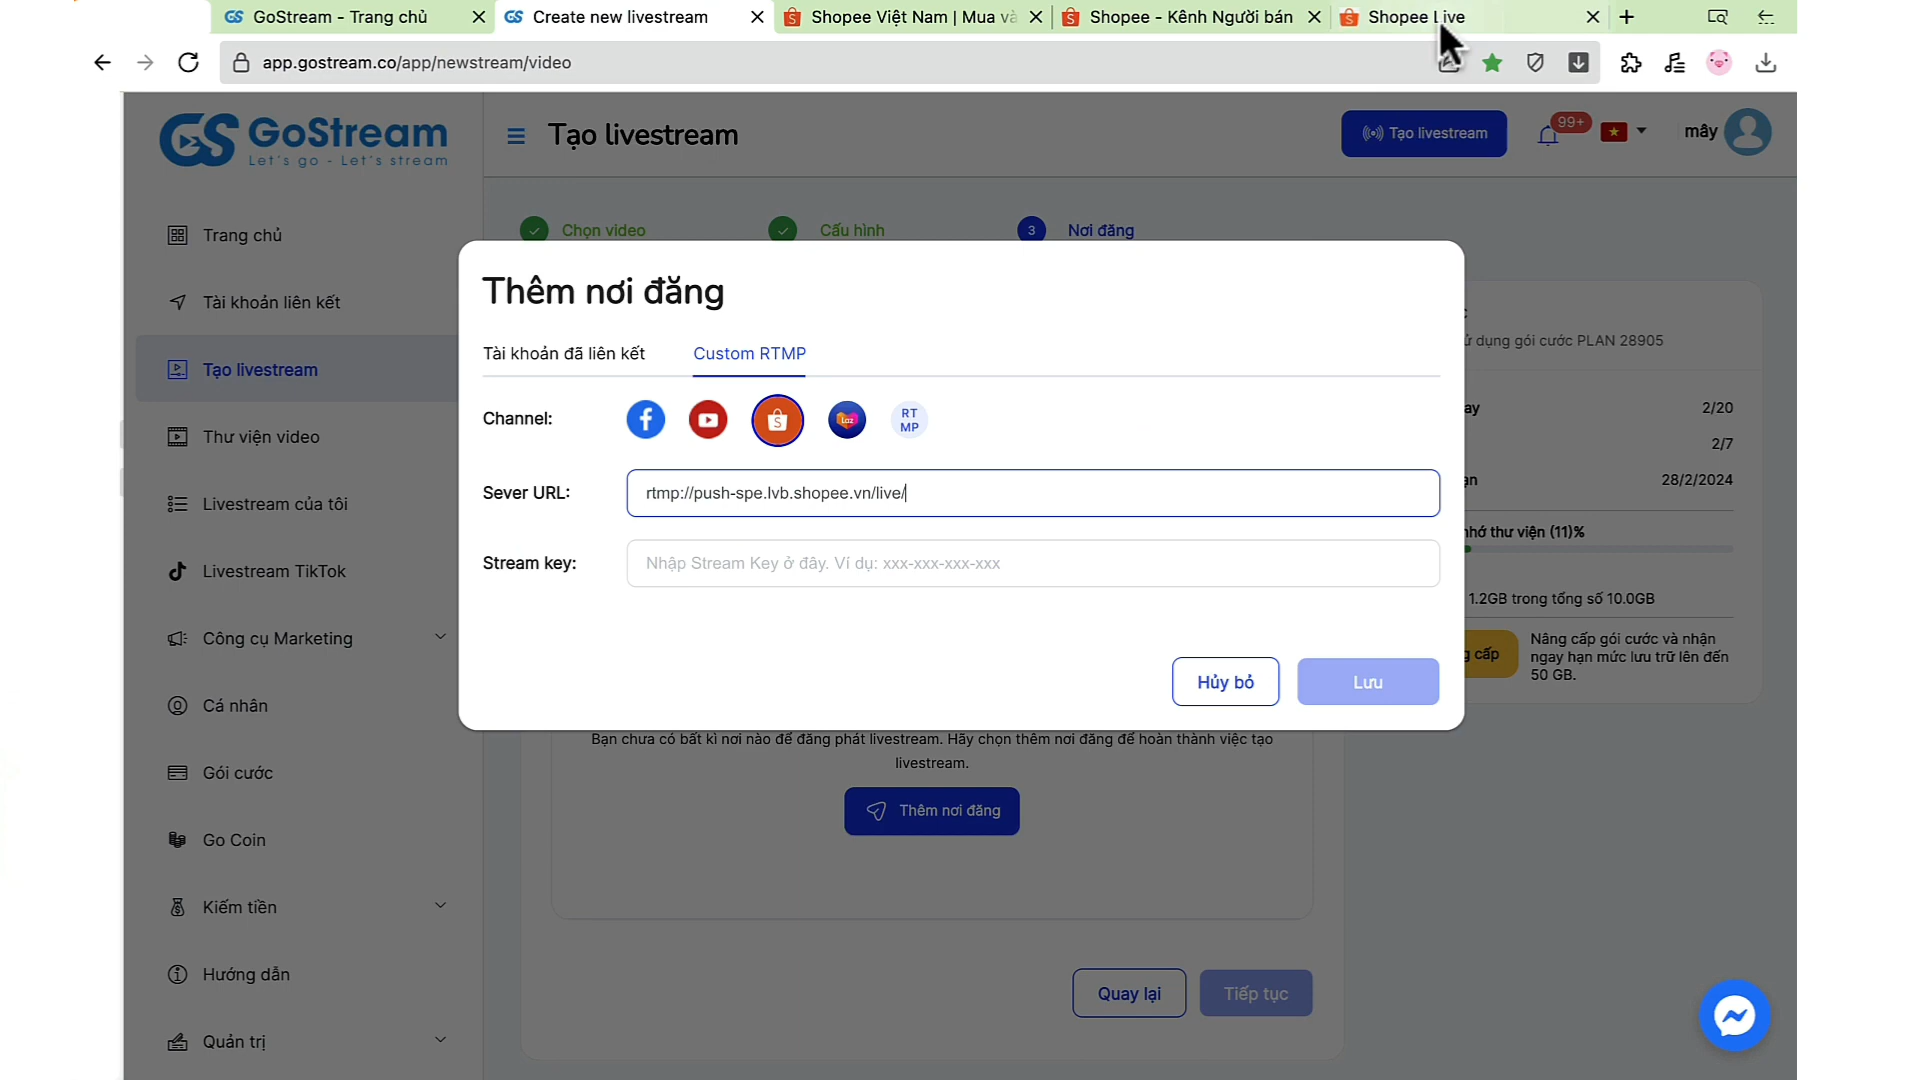 GoStream - Trang chủ
Create new livestream
Shopee Việt Nam | Mua và
Shopee - Kênh Người bán
Shopee Live
app.gostream.co/app/newstream/video
GoStream
Let's go - Let's stream
Tạo livestream
Tạo livestream
99+
mây
Trang chủ
Tài khoản liên kết
Tạo livestream
Thư viện video
Livestream của tôi
Livestream TikTok
Công cụ Marketing
Cá nhân
Gói cước
Go Coin
Kiếm tiền
Hướng dẫn
Quản trị
Chọn video
Cấu hình
3 Nơi đăng
Thêm nơi đăng
Tài khoản đã liên kết
Custom RTMP
Channel:
Laz
RT
MP
Sever URL:
rtmp://push-spe.lvb.shopee.vn/live/
Stream key:
Nhập Stream Key ở đây. Ví dụ: xxx-xxx-xxx-xxx
Hủy bỏ
Lưu
dụng gói cước PLAN 28905
ay
2/20
2/7
28/2/2024
nhớ thư viện (11)%
1.2GB trong tổng số 10.0GB
cấp
Nâng cấp gói cước và nhận
ngay hạn mức lưu trữ lên đến
50 GB.
Bạn chưa có bất kì nơi nào để đăng phát livestream. Hãy chọn thêm nơi đăng để hoàn thành việc tạo
livestream.
Thêm nơi đăng
Quay lại
Tiếp tục